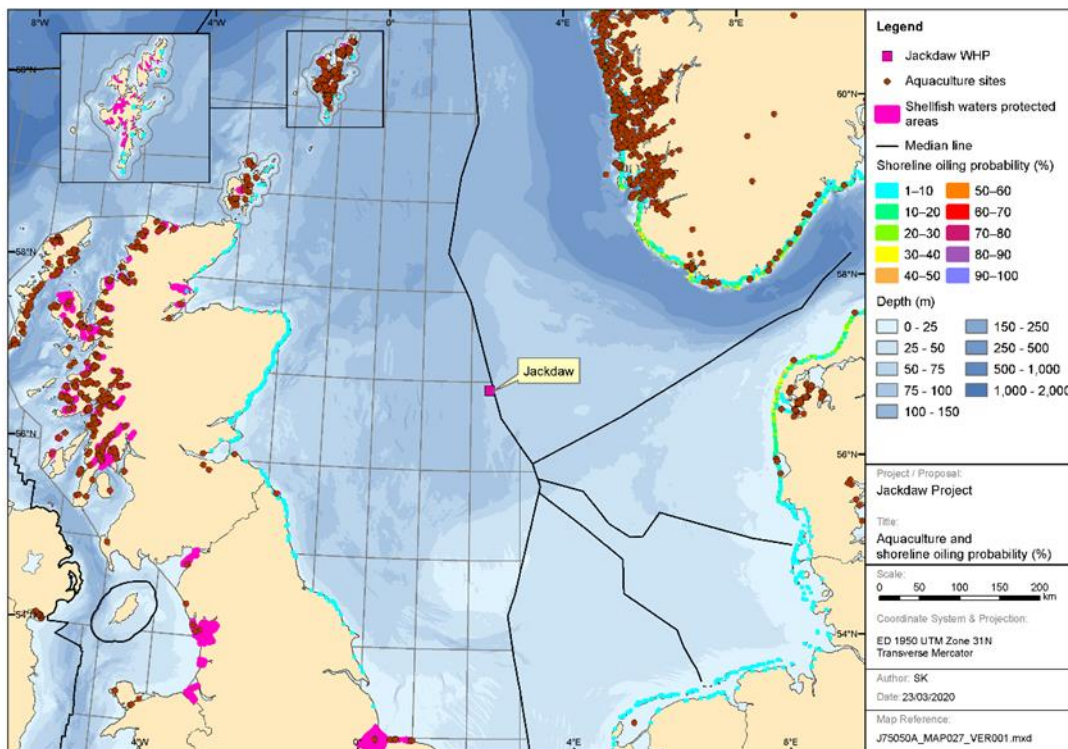 8°W
4°W
0°
4°E
8°E
60°N
60°N
58°N
58°N
56°N
56°N
54°N
54°N
4°W
4°E
Jackdaw
Legend
Jackdaw WHP
Aquaculture sites
Shellfish waters protected
areas
Median line
Shoreline oiling probability (%)
1–10
50–60
10–20
60–70
20–30
70–80
30–40
80–90
40–50
90–100
Depth (m)
0 - 25
150 - 250
25 - 50
250 - 500
50 - 75
500 - 1,000
75 - 100
1,000 - 2,000
100 - 150
Project / Proposal:
Jackdaw Project
Title:
Aquaculture and
shoreline oiling probability (%)
Scale:
0 50 100 150 200
km
Coordinate System & Projection:
ED 1950 UTM Zone 31N
Transverse Mercator
Author: SK
Date: 23/03/2020
Map Reference:
J75050A_MAP027_VER001.mxd